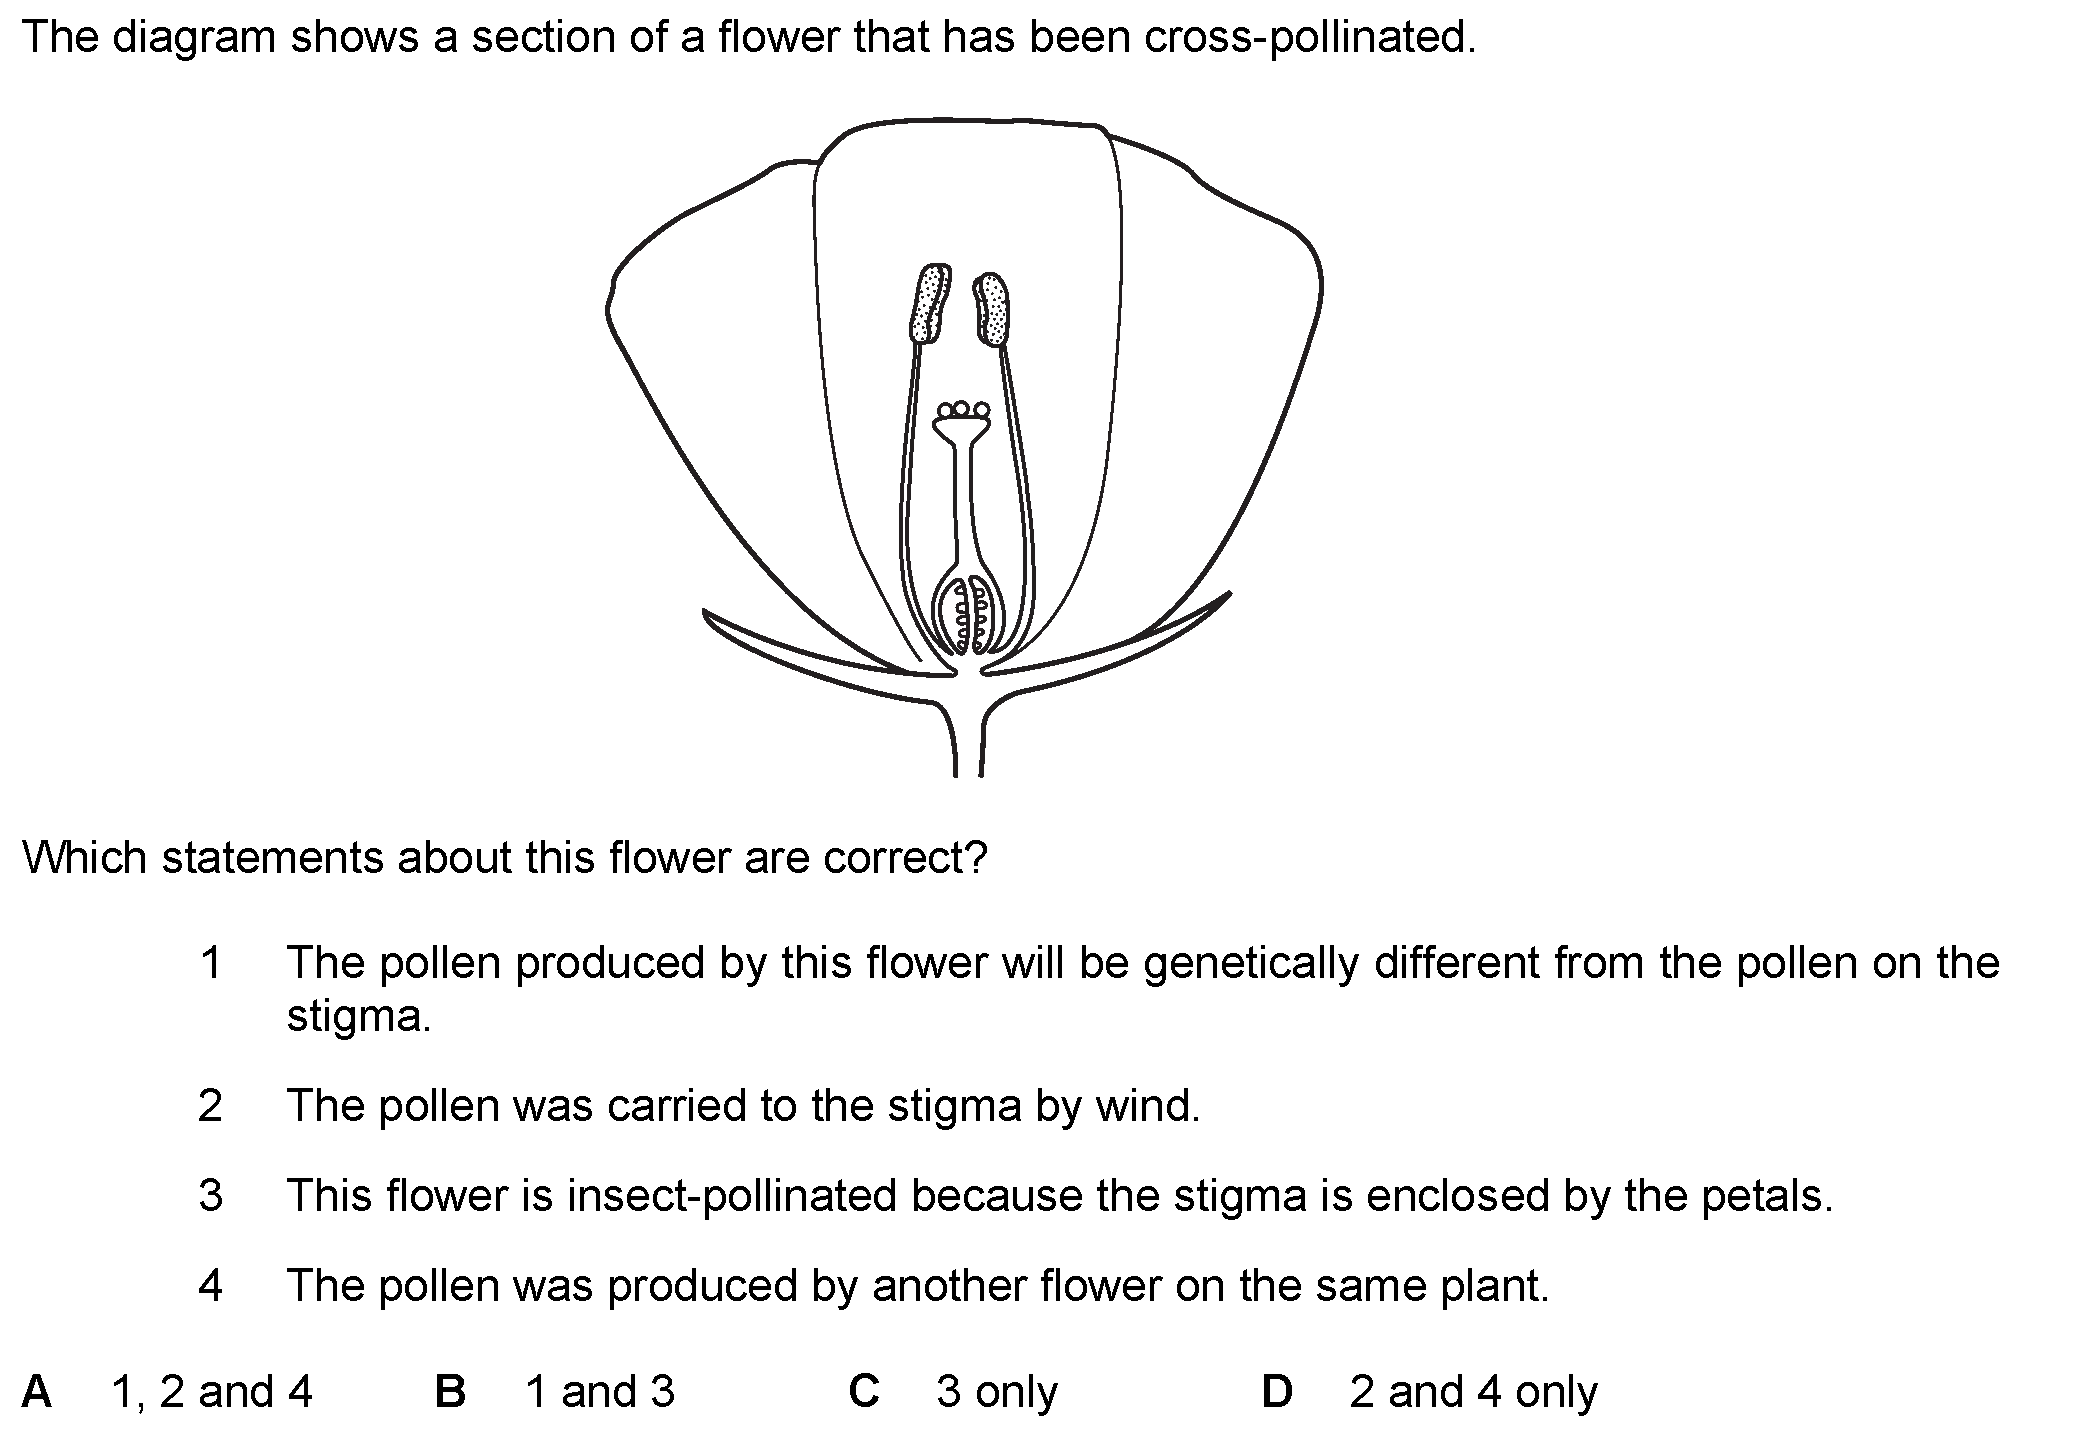 The diagram shows a section of a flower that has been cross-pollinated.
Which statements about this flower are correct?
1 The pollen produced by this flower will be genetically different from the pollen on the
stigma.
2 The pollen was carried to the stigma by wind.
3 This flower is insect-pollinated because the stigma is enclosed by the petals.
4 The pollen was produced by another flower on the same plant.
A 1, 2 and 4 B 1 and 3 C 3 only D 2 and 4 only